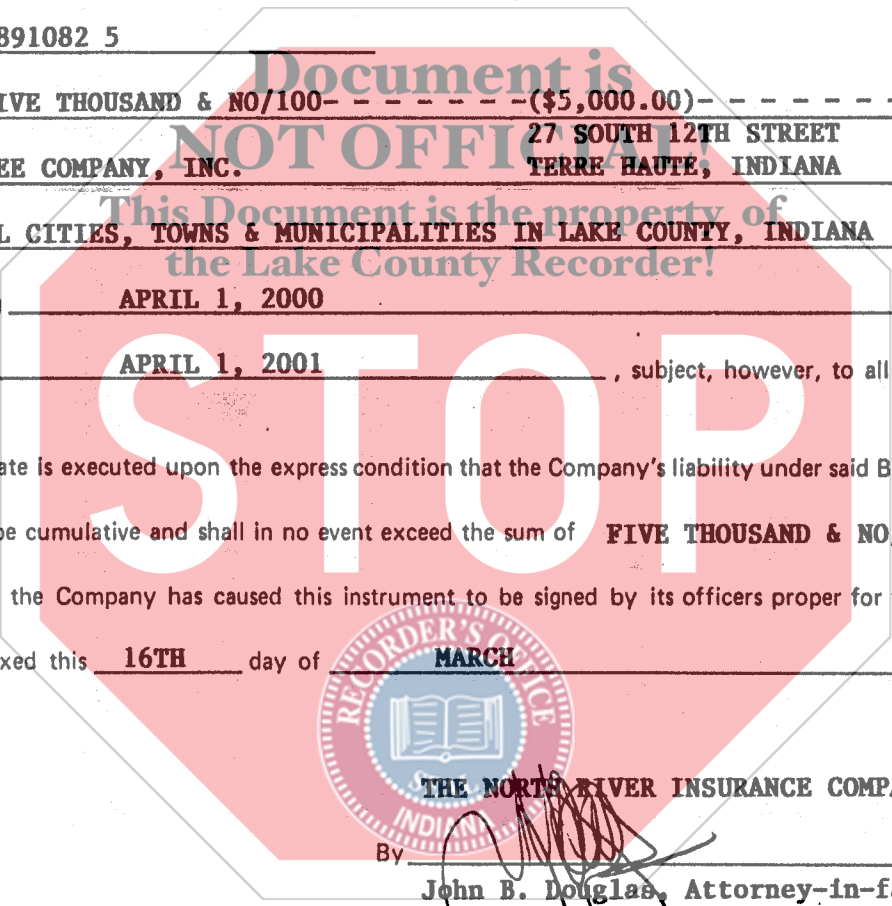 891082 5
Document is
IVE THOUSAND & NO/100- - - - - - - -($5,000.00)- - - - - - -
NOT OFFICIAL!
27 SOUTH 12TH STREET
EE COMPANY, INC. TERRE HAUTE, INDIANA
This Document is the property of
L CITIES, TOWNS & MUNICIPALITIES IN LAKE COUNTY, INDIANA
the Lake County Recorder!
APRIL 1, 2000
STOP
APRIL 1, 2001 , subject, however, to all
ate is executed upon the express condition that the Company's liability under said B
be cumulative and shall in no event exceed the sum of FIVE THOUSAND & NO
the Company has caused this instrument to be signed by its officers proper for
xed this 16TH day of MARCH
RECORDER'S OFFICE
SEAL
INDIANA
THE NORTH RIVER INSURANCE COMPA
By
John B. Douglas, Attorney-in-fa